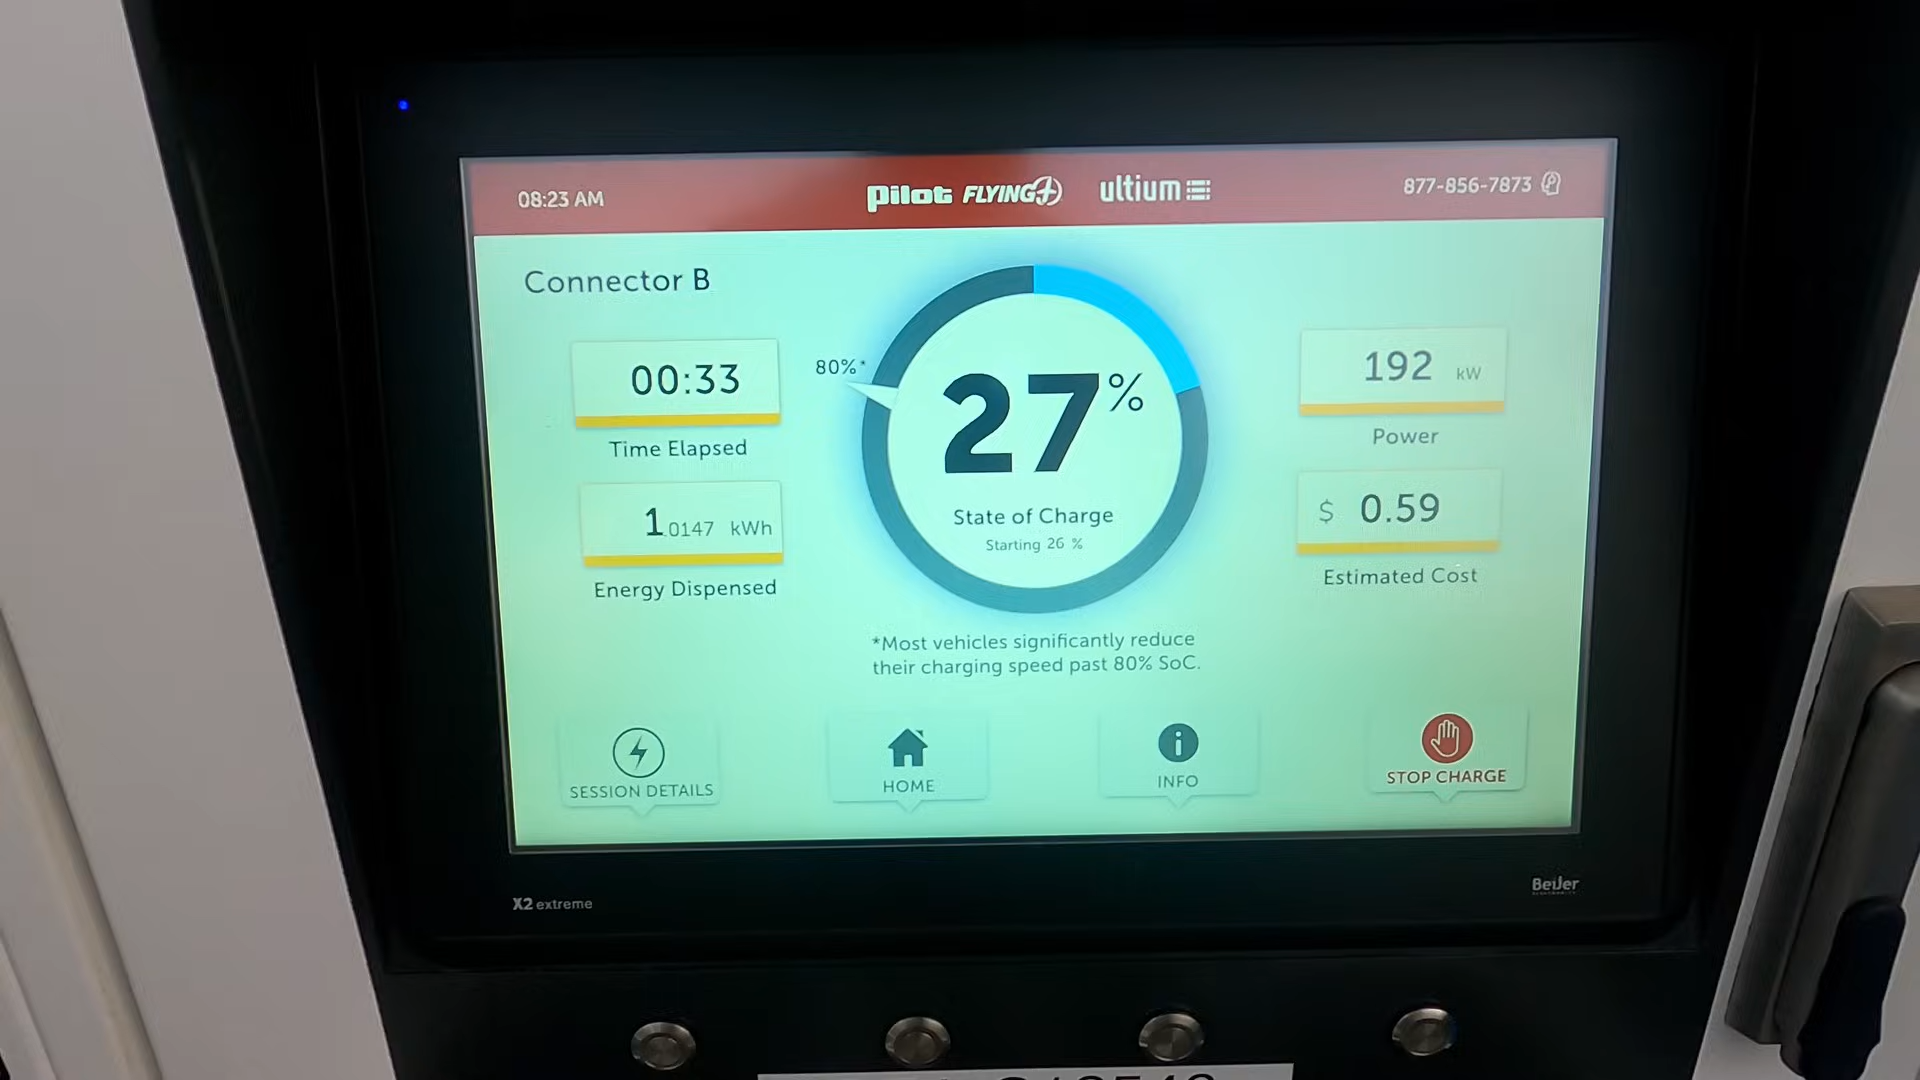 08:23 AM
Pilot FLYING J
ultium
877-856-7873
Connector B
00:33
Time Elapsed
1.0147 kWh
Energy Dispensed
80%*
27%
State of Charge
Starting 26 %
192 kW
Power
$ 0.59
Estimated Cost
*Most vehicles significantly reduce
their charging speed past 80% SoC.
SESSION DETAILS
HOME
INFO
STOP CHARGE
X2 extreme
Beijer